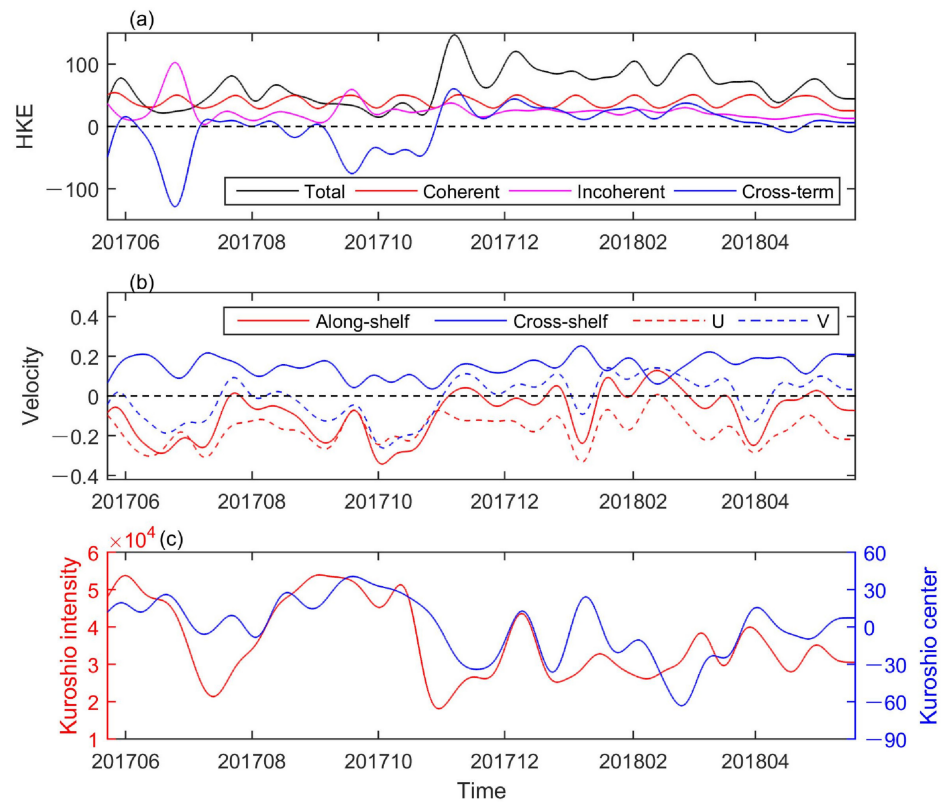 (a)
HKE
100
0
−100
Total Coherent Incoherent Cross-term
201706 201708 201710 201712 201802 201804
(b)
Velocity
0.4
0.2
0
−0.2
−0.4
Along-shelf Cross-shelf U V
201706 201708 201710 201712 201802 201804
×10⁴ (c)
Kuroshio intensity
6
5
4
3
2
1
60
30
0
−30
−60
−90
Kuroshio center
201706 201708 201710 201712 201802 201804
Time